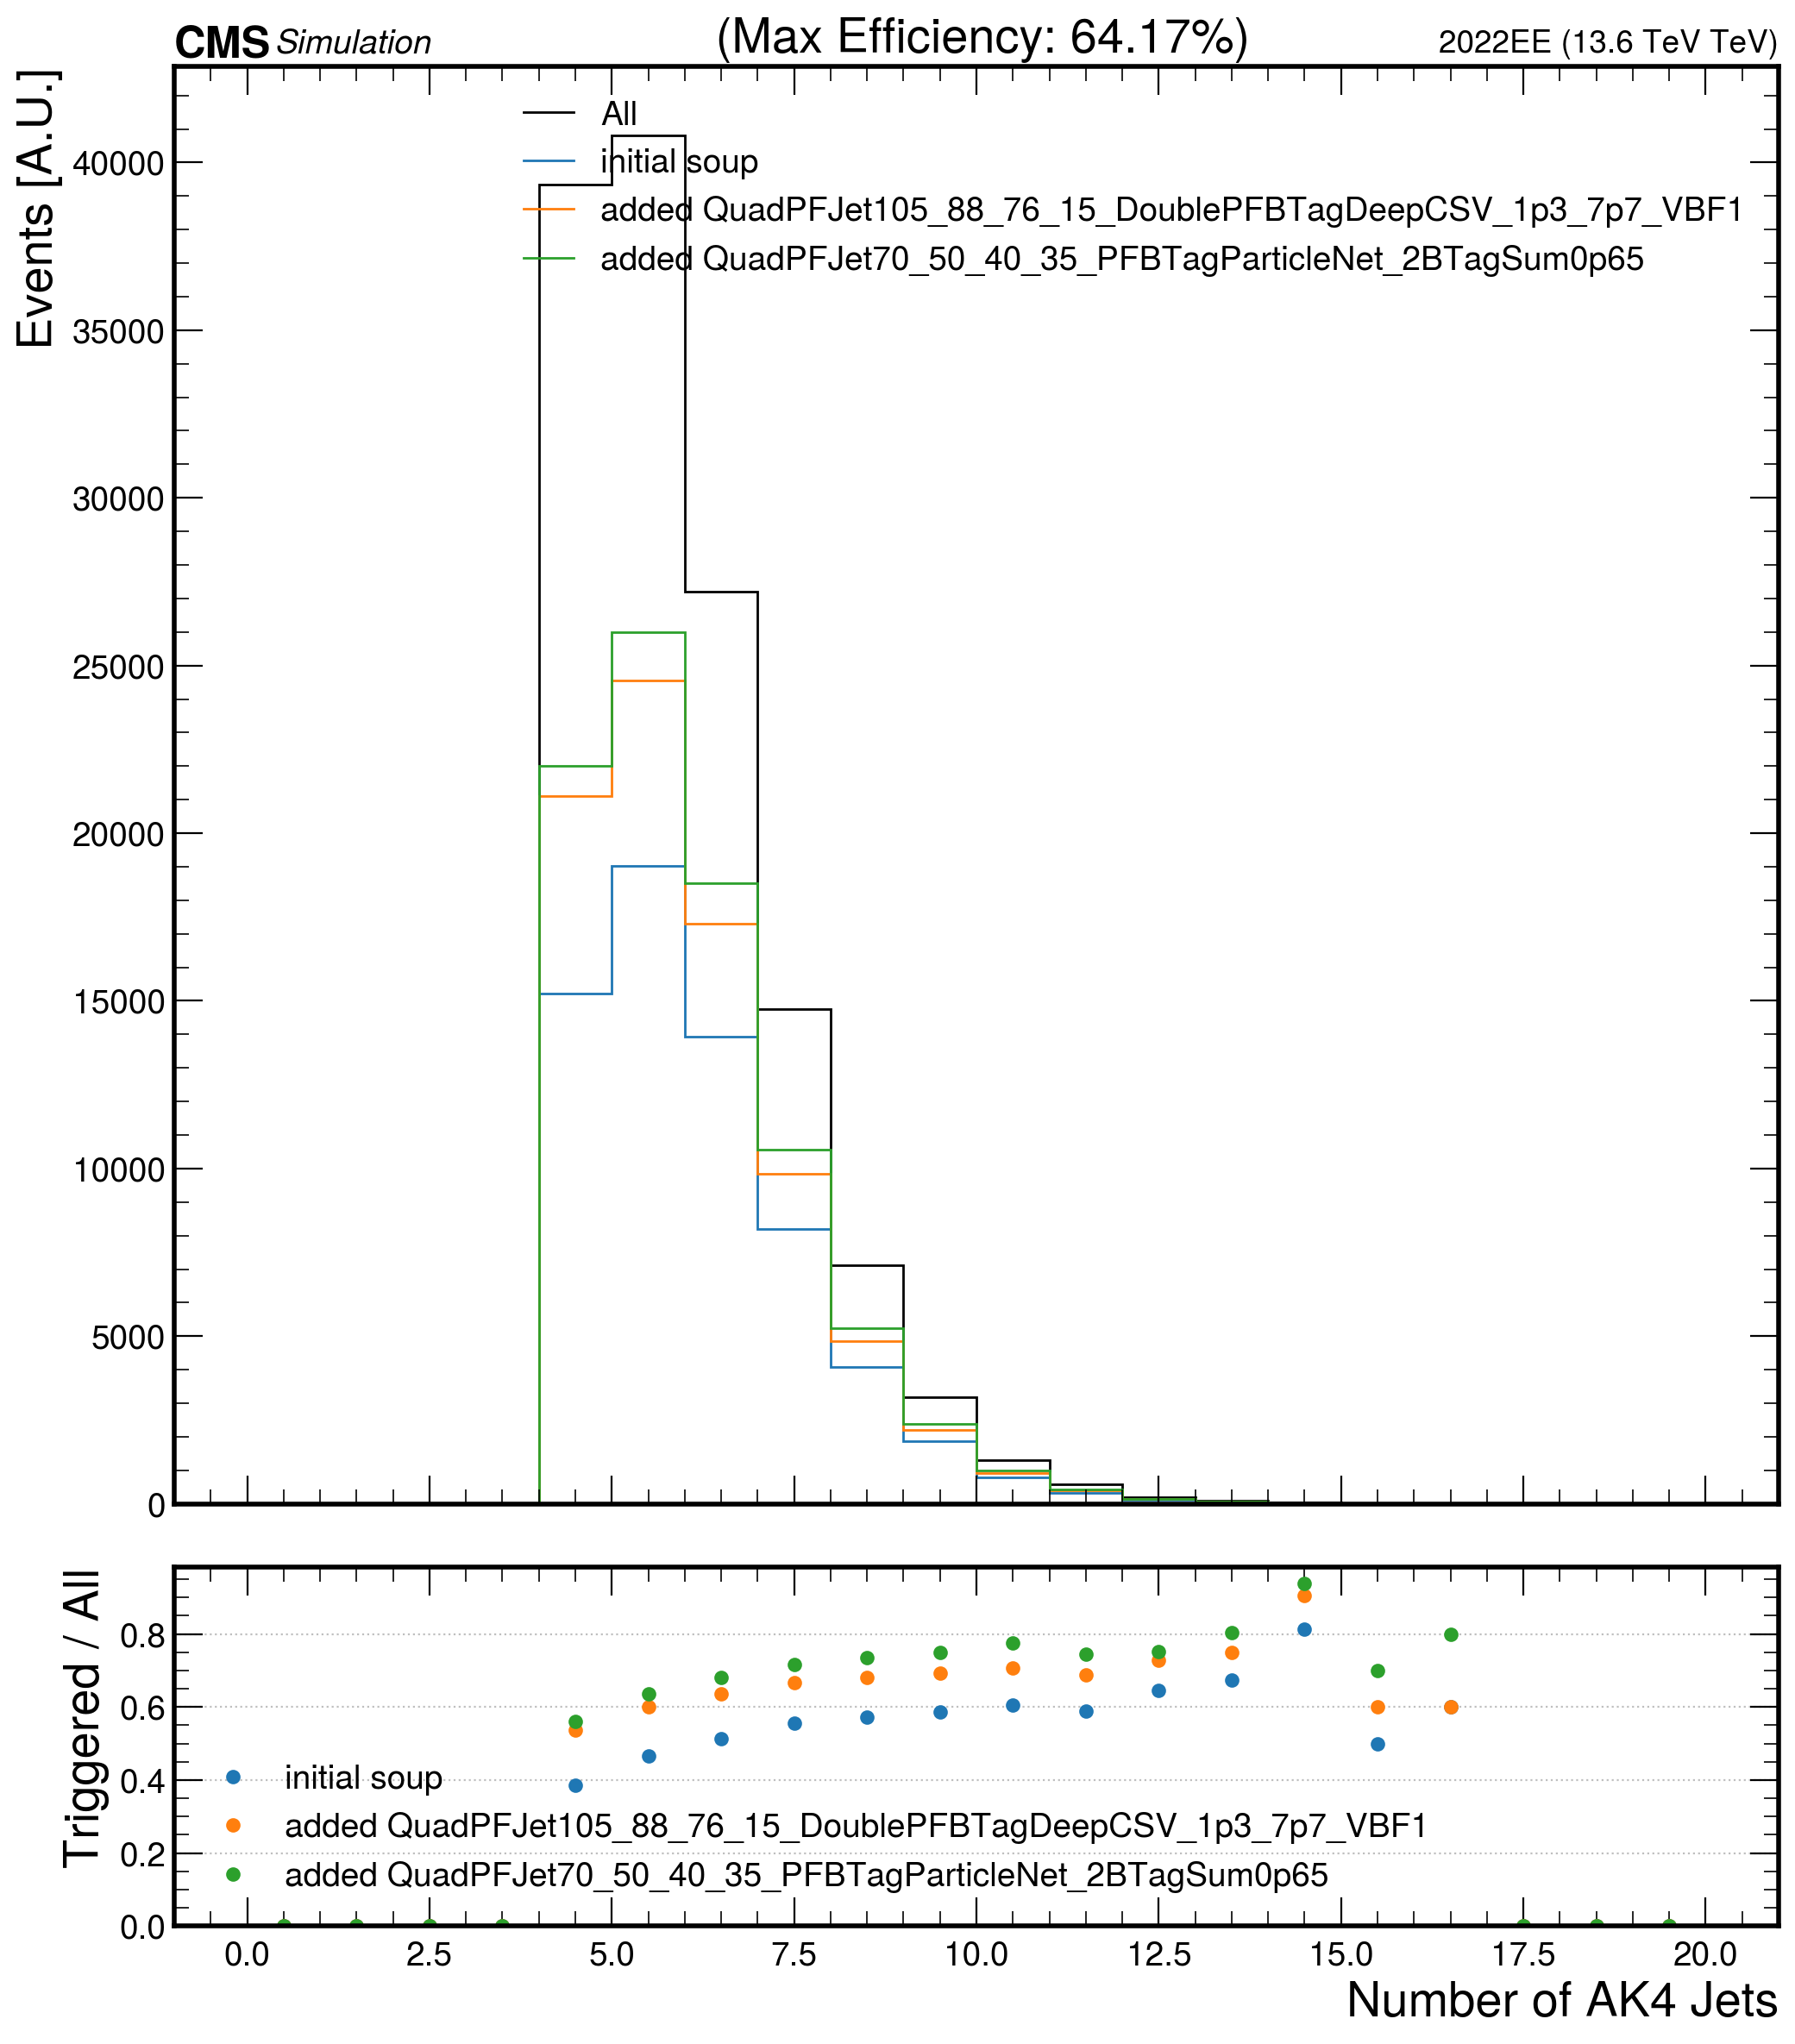 CMS Simulation (Max Efficiency: 64.17%) 2022EE (13.6 TeV TeV)
Events [A.U.]
All
initial soup
added QuadPFJet105_88_76_15_DoublePFBTagDeepCSV_1p3_7p7_VBF1
added QuadPFJet70_50_40_35_PFBTagParticleNet_2BTagSum0p65
40000
35000
30000
25000
20000
15000
10000
5000
0
Triggered / All
0.8
0.6
0.4
0.2
0.0
initial soup
added QuadPFJet105_88_76_15_DoublePFBTagDeepCSV_1p3_7p7_VBF1
added QuadPFJet70_50_40_35_PFBTagParticleNet_2BTagSum0p65
0.0 2.5 5.0 7.5 10.0 12.5 15.0 17.5 20.0
Number of AK4 Jets